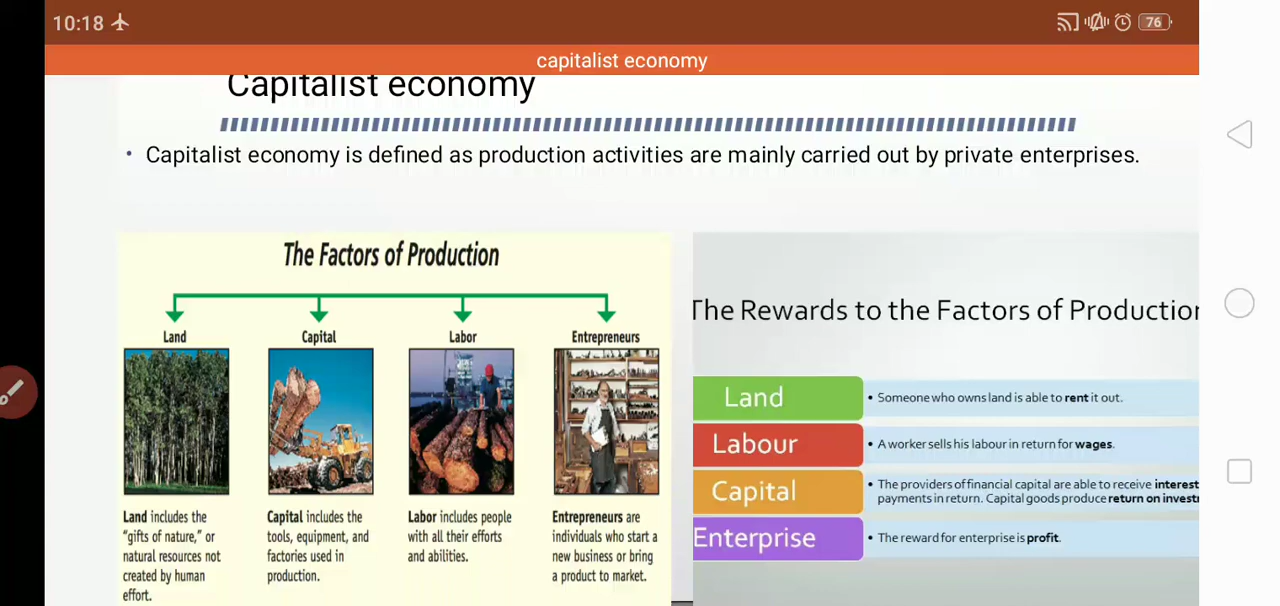 10:18
76
capitalist economy
Capitalist economy
• Capitalist economy is defined as production activities are mainly carried out by private enterprises.
The Factors of Production
Land
Capital
Labor
Entrepreneurs
Land includes the
"gifts of nature," or
natural resources not
created by human
effort.
Capital includes the
tools, equipment, and
factories used in
production.
Labor includes people
with all their efforts
and abilities.
Entrepreneurs are
individuals who start a
new business or bring
a product to market.
The Rewards to the Factors of Production
Land
• Someone who owns land is able to rent it out.
Labour
• A worker sells his labour in return for wages.
Capital
• The providers of financial capital are able to receive interest
payments in return. Capital goods produce return on invest
Enterprise
• The reward for enterprise is profit.